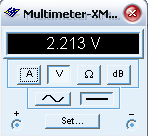 Multimeter-XM...
2.213 V
A V Ω dB
Set...
+ -